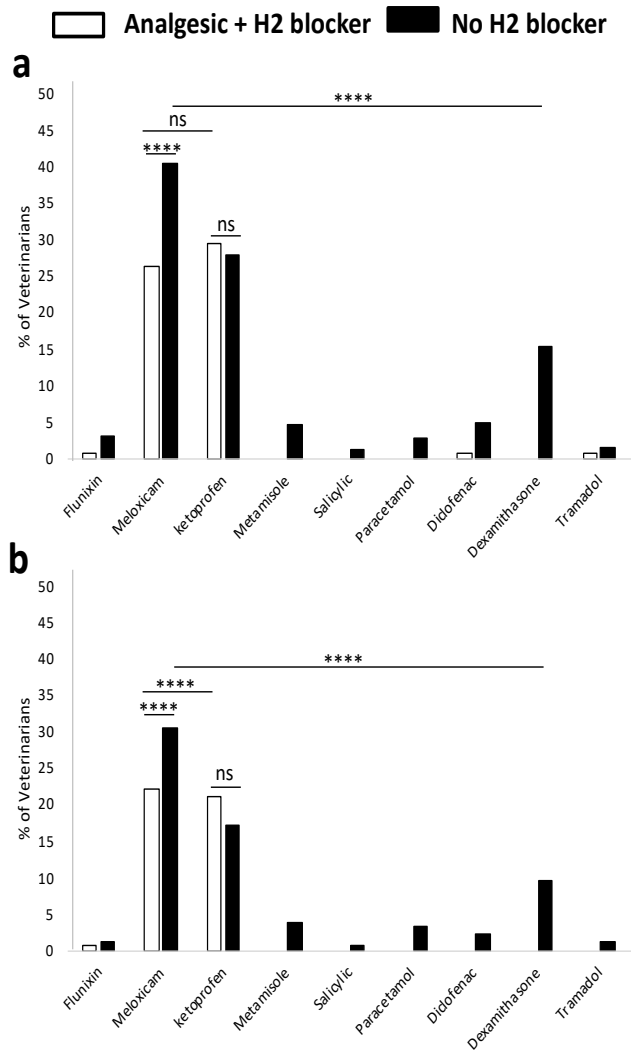 Analgesic + H2 blocker No H2 blocker
a
50
45
40
35
30
25
20
15
10
5
0
% of Veterinarians
****
ns
****
ns
Flunixin
Meloxicam
ketoprofen
Metamisole
Salicylic
Paracetamol
Diclofenac
Dexamithasone
Tramadol
b
50
45
40
35
30
25
20
15
10
5
0
% of Veterinarians
****
****
****
ns
Flunixin
Meloxicam
ketoprofen
Metamisole
Salicylic
Paracetamol
Diclofenac
Dexamithasone
Tramadol